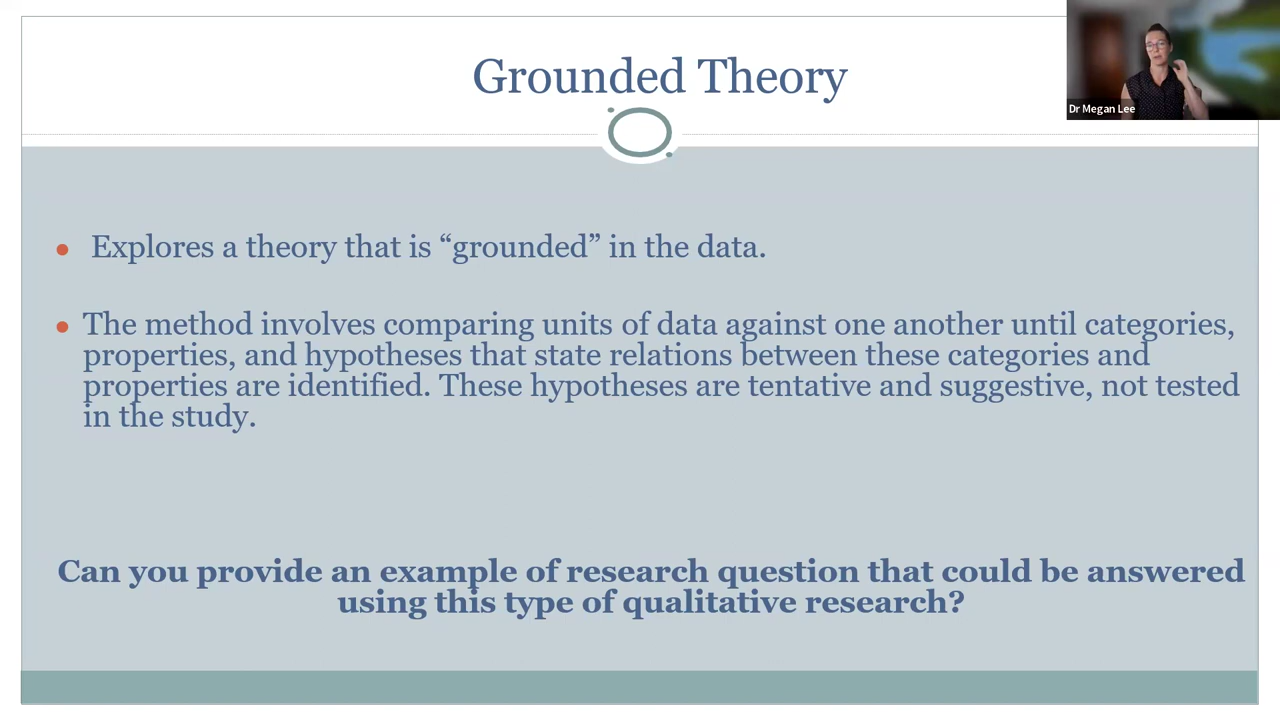 Grounded Theory
Dr Megan Lee
Explores a theory that is “grounded” in the data.
The method involves comparing units of data against one another until categories,
properties, and hypotheses that state relations between these categories and
properties are identified. These hypotheses are tentative and suggestive, not tested
in the study.
Can you provide an example of research question that could be answered
using this type of qualitative research?